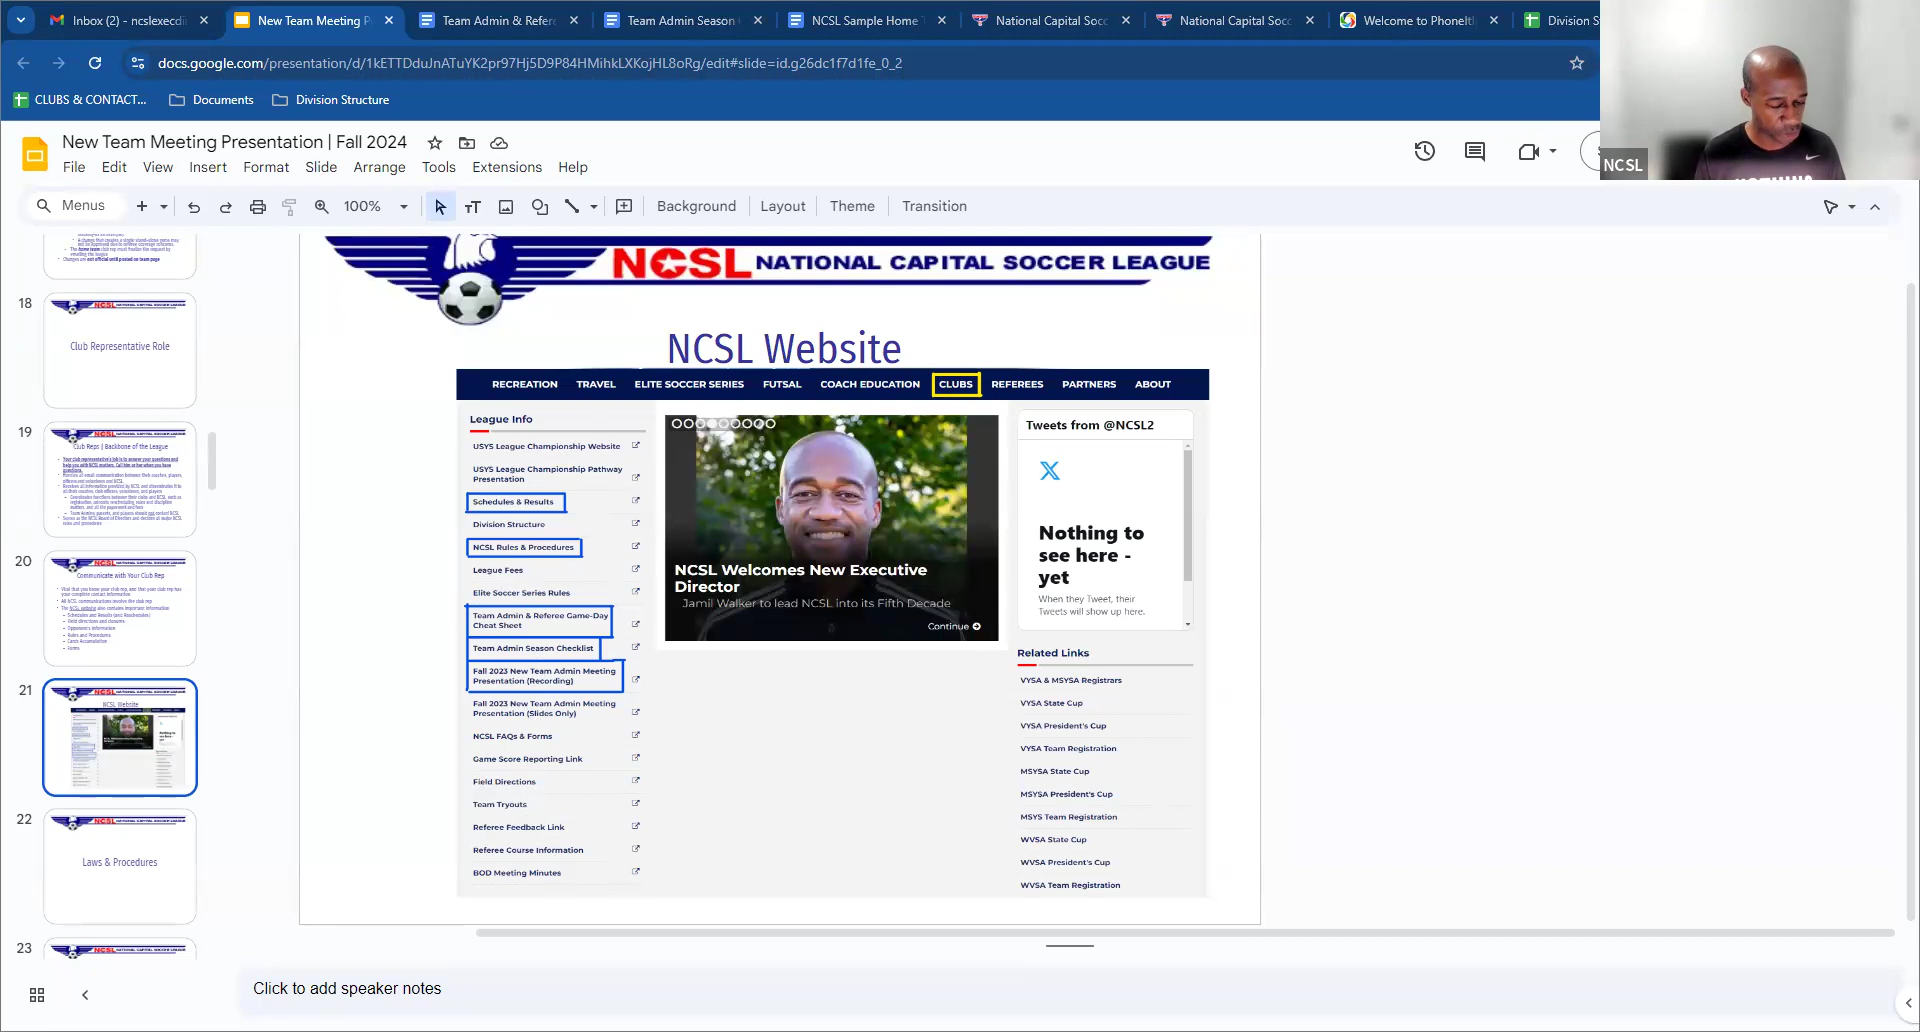 Inbox (2) - ncslexecdi
New Team Meeting P
Team Admin & Refere
Team Admin Season
NCSL Sample Home
National Capital Socc
National Capital Socc
Welcome to PhoneIt
Division S
docs.google.com/presentation/d/1kETTDduJnATuYK2pr97Hj5D9P84HMihkLXKojHL8oRg/edit#slide=id.g26dc1f7d1fe_0_2
CLUBS & CONTACT...
Documents
Division Structure
NCSL
New Team Meeting Presentation | Fall 2024
File Edit View Insert Format Slide Arrange Tools Extensions Help
Menus
100%
Background
Layout
Theme
Transition
18
Club Representative Role
19
Club Reps | Backbone of the League
20
Communicate with Your Club Rep
21
NCSL Website
22
Laws & Procedures
23
NCSL NATIONAL CAPITAL SOCCER LEAGUE
NCSL Website
RECREATION TRAVEL ELITE SOCCER SERIES FUTSAL COACH EDUCATION CLUBS REFEREES PARTNERS ABOUT
League Info
USYS League Championship Website
USYS League Championship Pathway
Presentation
Schedules & Results
Division Structure
NCSL Rules & Procedures
League Fees
Elite Soccer Series Rules
Team Admin & Referee Game-Day
Cheat Sheet
Team Admin Season Checklist
Fall 2023 New Team Admin Meeting
Presentation (Recording)
Fall 2023 New Team Admin Meeting
Presentation (Slides Only)
NCSL FAQs & Forms
Game Score Reporting Link
Field Directions
Team Tryouts
Referee Feedback Link
Referee Course Information
BOD Meeting Minutes
NCSL Welcomes New Executive
Director
Jamil Walker to lead NCSL into its Fifth Decade
Continue
Tweets from @NCSL2
Nothing to
see here -
yet
When they Tweet, their
Tweets will show up here.
Related Links
VYSA & MSYSA Registrars
VYSA State Cup
VYSA President's Cup
VYSA Team Registration
MSYSA State Cup
MSYSA President's Cup
MSYS Team Registration
WVSA State Cup
WVSA President's Cup
WVSA Team Registration
Click to add speaker notes